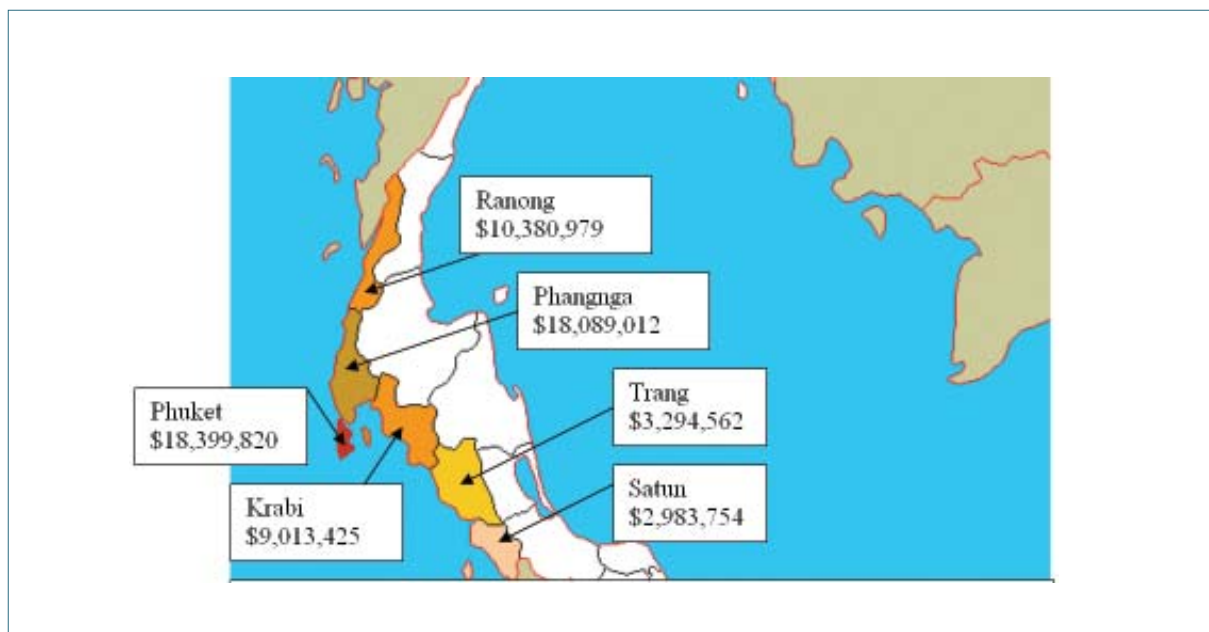 Ranong
$10,380,979
Phangnga
$18,089,012
Trang
$3,294,562
Phuket
$18,399,820
Satun
$2,983,754
Krabi
$9,013,425